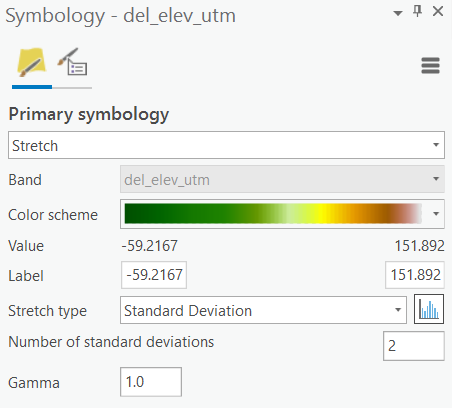 Symbology - del_elev_utm
Primary symbology
Stretch
Band del_elev_utm
Color scheme
Value -59.2167 151.892
Label -59.2167 151.892
Stretch type Standard Deviation
Number of standard deviations 2
Gamma 1.0